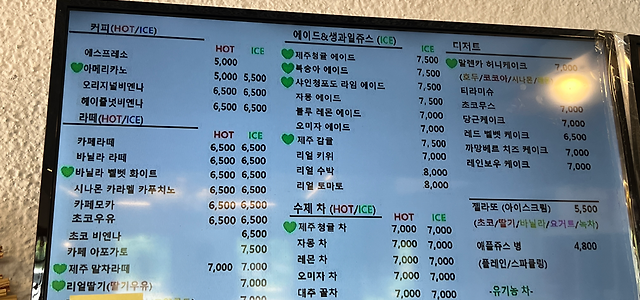 커피(HOT/ICE)
HOT ICE
에스프레소 5,000
아메리카노 5,000 5,500
오리지널비엔나 6,500 6,500
헤이즐넛비엔나 6,500 6,500
라떼(HOT/ICE)
HOT ICE
카페라떼 6,500 6,500
바닐라 라떼 6,500 6,500
바닐라 벨벳 화이트 6,500 6,500
시나몬 카라멜 카푸치노 6,500 6,500
카페모카 6,500 6,500
초코우유 6,500 6,500
초코 비엔나 6,500
카페 아포가토 7,500
제주 말차라떼 7,000 7,000
리얼딸기(딸기우유) 7,000
7,000
에이드&생과일쥬스 (ICE)
ICE
제주청귤 에이드 7,500
복숭아 에이드 7,500
샤인청포도 라임 에이드 7,500
자몽 에이드 7,500
블루 레몬 에이드 7,000
오미자 에이드 7,000
제주 감귤 7,500
리얼 키위 7,000
리얼 수박 8,000
리얼 토마토 8,000
수제 차 (HOT/ICE)
HOT ICE
제주청귤 차 7,000 7,000
자몽 차 7,000 7,000
레몬 차 7,000 7,000
오미자 차 7,000 7,000
대추 꿀차 7,000 7,000
디저트
말렌카 허니케이크 7,000
(호두/코코아/시나몬/
티라미슈
초코무스 7,000
당근케이크 7,000
레드 벨벳 케이크 6,500
까망베르 치즈 케이크 7,000
레인보우 케이크 7,000
젤라또 (아이스크림) 5,500
(초코/딸기/바닐라/요거트/녹차)
애플쥬스 병 4,800
(플레인/스파클링)
-유기농 차-